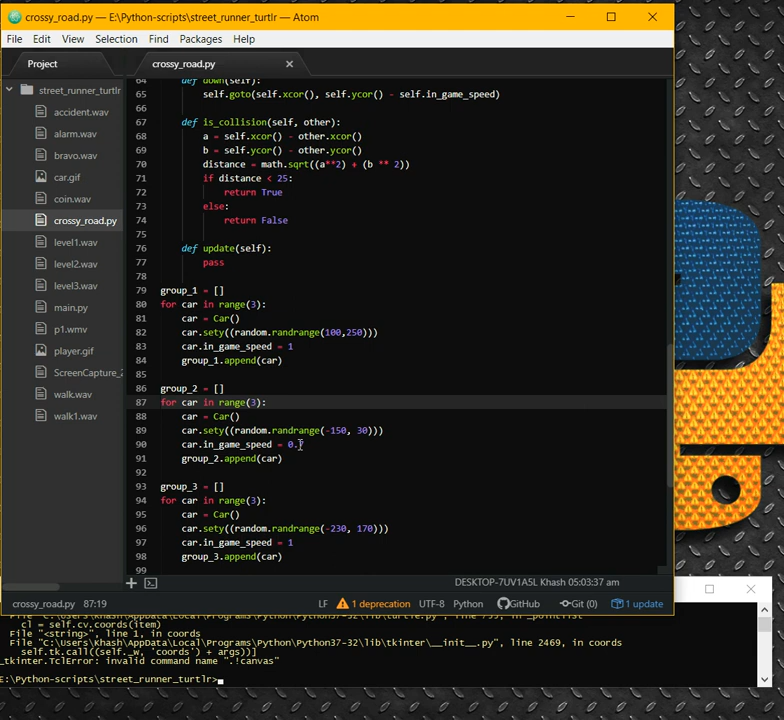 crossy_road.py — E:\Python-scripts\street_runner_turtlr — Atom
File Edit View Selection Find Packages Help
Project
crossy_road.py
street_runner_turtlr
accident.wav
alarm.wav
bravo.wav
car.gif
coin.wav
crossy_road.py
level1.wav
level2.wav
level3.wav
main.py
p1.wmv
player.gif
ScreenCapture_
walk.wav
walk1.wav
64 def down(self):
65 self.goto(self.xcor(), self.ycor() - self.in_game_speed)
66
67 def is_collision(self, other):
68 a = self.xcor() - other.xcor()
69 b = self.ycor() - other.ycor()
70 distance = math.sqrt((a**2) + (b ** 2))
71 if distance < 25:
72 return True
73 else:
74 return False
75
76 def update(self):
77 pass
78
79 group_1 = []
80 for car in range(3):
81 car = Car()
82 car.sety((random.randrange(100,250)))
83 car.in_game_speed = 1
84 group_1.append(car)
85
86 group_2 = []
87 for car in range(3):
88 car = Car()
89 car.sety((random.randrange(-150, 30)))
90 car.in_game_speed = 0.
91 group_2.append(car)
92
93 group_3 = []
94 for car in range(3):
95 car = Car()
96 car.sety((random.randrange(-230, 170)))
97 car.in_game_speed = 1
98 group_3.append(car)
99
DESKTOP-7UV1A5L Khash 05:03:37 am
crossy_road.py 87:19 LF 1 deprecation UTF-8 Python GitHub Git (0) 1 update
cl = self.cv.coords(item)
File "<string>", line 1, in coords
File "C:\Users\khash\AppData\Local\Programs\Python\Python37-32\lib\tkinter\__init__.py", line 2469, in coords
self.tk.call((self._w, 'coords') + args))]
_tkinter.TclError: invalid command name ".!canvas"
E:\Python-scripts\street_runner_turtlr>